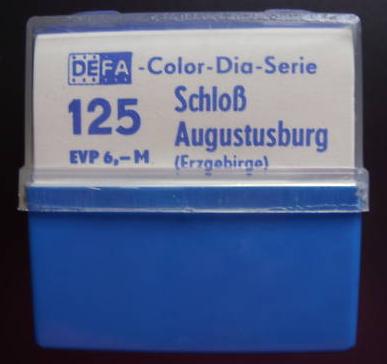 DEFA -Color-Dia-Serie
125 Schloß
Augustusburg
EVP 6,–M (Erzgebirge)